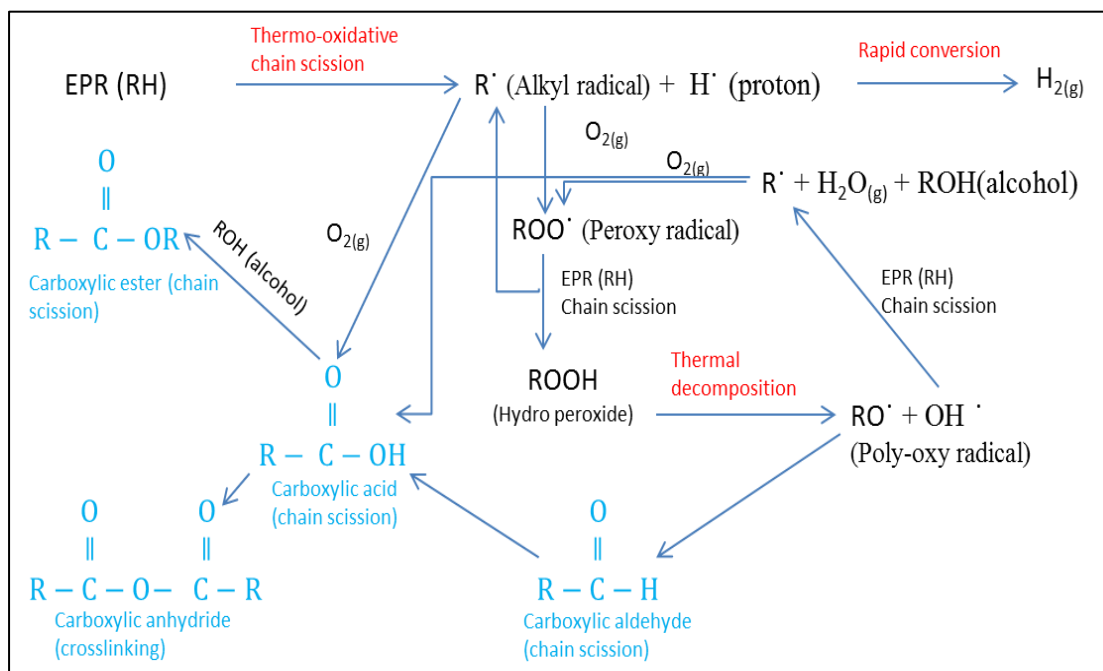 Thermo-oxidative
chain scission
Rapid conversion
EPR (RH)
R˙ (Alkyl radical) + H˙ (proton)
H2(g)
O2(g)
O2(g)
R˙ + H2O(g) + ROH(alcohol)
O
||
R – C – OR
Carboxylic ester (chain
scission)
ROH (alcohol)
O2(g)
ROO˙ (Peroxy radical)
EPR (RH)
Chain scission
EPR (RH)
Chain scission
ROOH
(Hydro peroxide)
Thermal
decomposition
RO˙ + OH ˙
(Poly-oxy radical)
O
||
R – C – OH
Carboxylic acid
(chain scission)
O O
|| ||
R – C – O – C – R
Carboxylic anhydride
(crosslinking)
O
||
R – C – H
Carboxylic aldehyde
(chain scission)